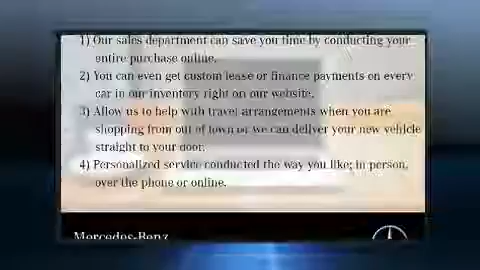 1) Our sales department can save you time by conducting your
entire purchase online.
2) You can even get custom lease or finance payments on every
car in our inventory right on our website.
3) Allow us to help with travel arrangements when you are
shopping from out of town or we can deliver your new vehicle
straight to your door.
4) Personalized service conducted the way you like; in person,
over the phone or online.
Mercedes-Benz